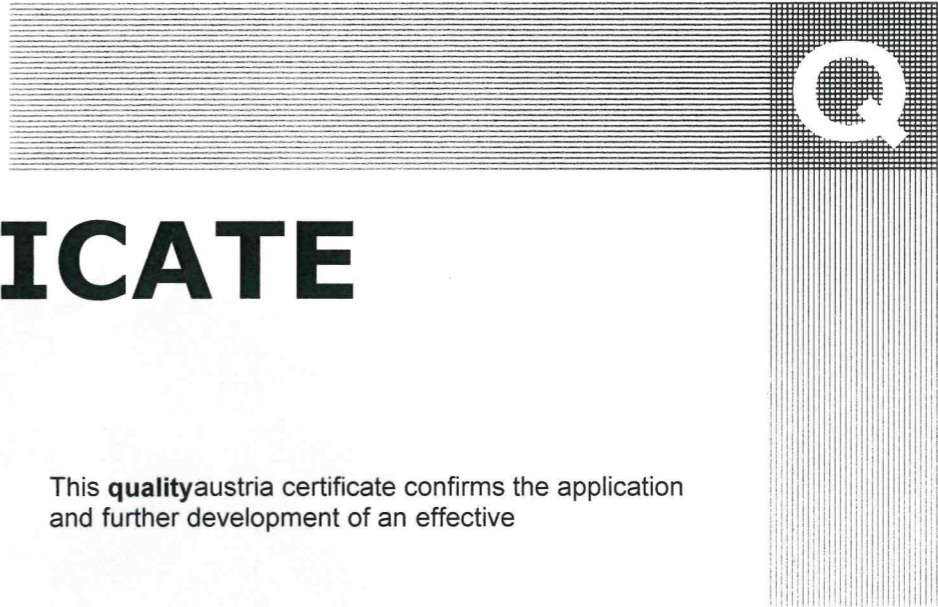 Q
ICATE
This qualityaustria certificate confirms the application
and further development of an effective